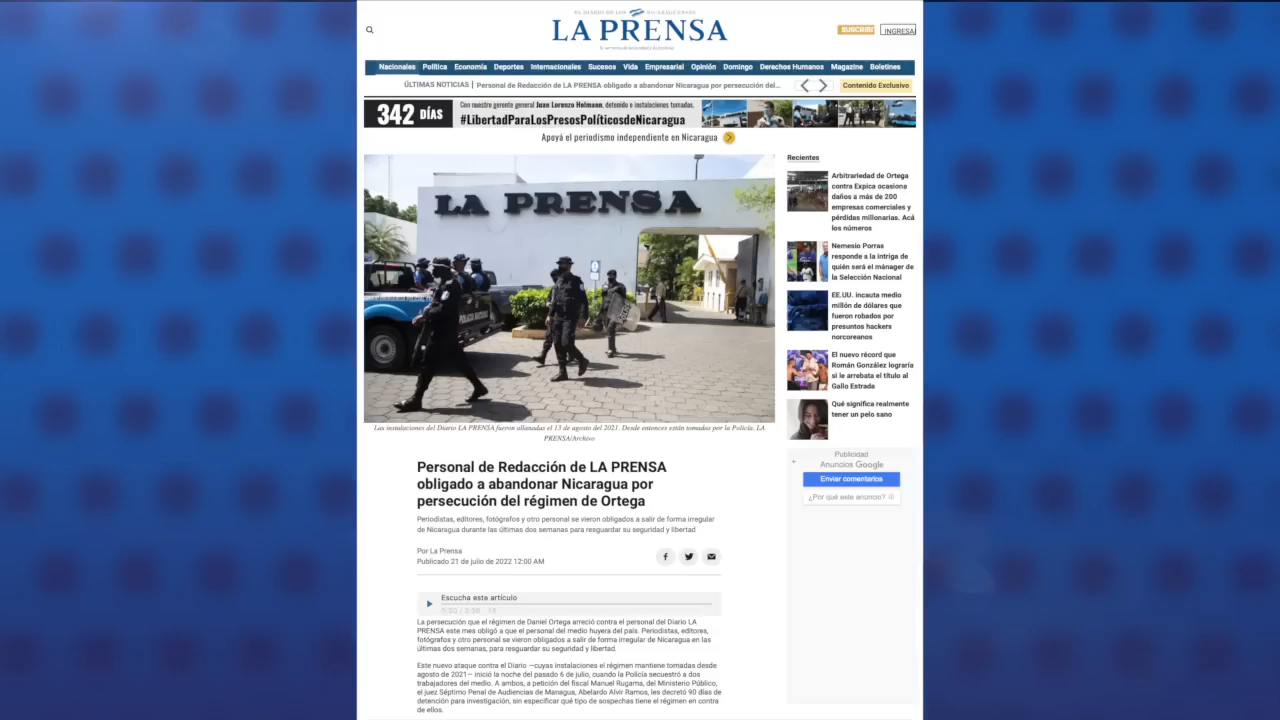 EL DIARIO DE LOS NICARAGÜENSES
LA PRENSA
SUSCRIBI
INGRESA
Nacionales Política Economía Deportes Internacionales Sucesos Vida Empresarial Opinión Domingo Derechos Humanos Magazine Boletines
ÚLTIMAS NOTICIAS | Personal de Redacción de LA PRENSA obligado a abandonar Nicaragua por persecución del...
Contenido Exclusivo
342 DÍAS
Con nuestro gerente general Juan Lorenzo Holmann, detenido e instalaciones tomadas.
#LibertadParaLosPresosPolíticosdeNicaragua
Apoyá el periodismo independiente en Nicaragua
LA PRENSA
POLICIA NACIONAL
Las instalaciones del Diario LA PRENSA fueron allanadas el 13 de agosto del 2021. Desde entonces están tomadas por la Policía. LA
PRENSA/Archivo
Personal de Redacción de LA PRENSA
obligado a abandonar Nicaragua por
persecución del régimen de Ortega
Periodistas, editores, fotógrafos y otro personal se vieron obligados a salir de forma irregular
de Nicaragua durante las últimas dos semanas para resguardar su seguridad y libertad
Por La Prensa
Publicado 21 de julio de 2022 12:00 AM
Escucha este artículo
La persecución que el régimen de Daniel Ortega arreció contra el personal del Diario LA
PRENSA este mes obligó a que el personal del medio huyera del país. Periodistas, editores,
fotógrafos y otro personal se vieron obligados a salir de forma irregular de Nicaragua en las
últimas dos semanas, para resguardar su seguridad y libertad.
Este nuevo ataque contra el Diario —cuyas instalaciones el régimen mantiene tomadas desde
agosto de 2021— inició la noche del pasado 6 de julio, cuando la Policía secuestró a dos
trabajadores del medio. A ambos, a petición del fiscal Manuel Rugama, del Ministerio Público,
el juez Séptimo Penal de Audiencias de Managua, Abelardo Alvir Ramos, les decretó 90 días de
detención para investigación, sin especificar qué tipo de sospechas tiene el régimen en contra
de ellos.
Recientes
Arbitrariedad de Ortega
contra Expica ocasiona
daños a más de 200
empresas comerciales y
pérdidas millonarias. Acá
los números
Nemesio Porras
responde a la intriga de
quién será el mánager de
la Selección Nacional
EE.UU. incauta medio
millón de dólares que
fueron robados por
presuntos hackers
norcoreanos
El nuevo récord que
Román González lograría
si le arrebata el título al
Gallo Estrada
Qué significa realmente
tener un pelo sano
Publicidad
Anuncios Google
Enviar comentarios
¿Por qué este anuncio?